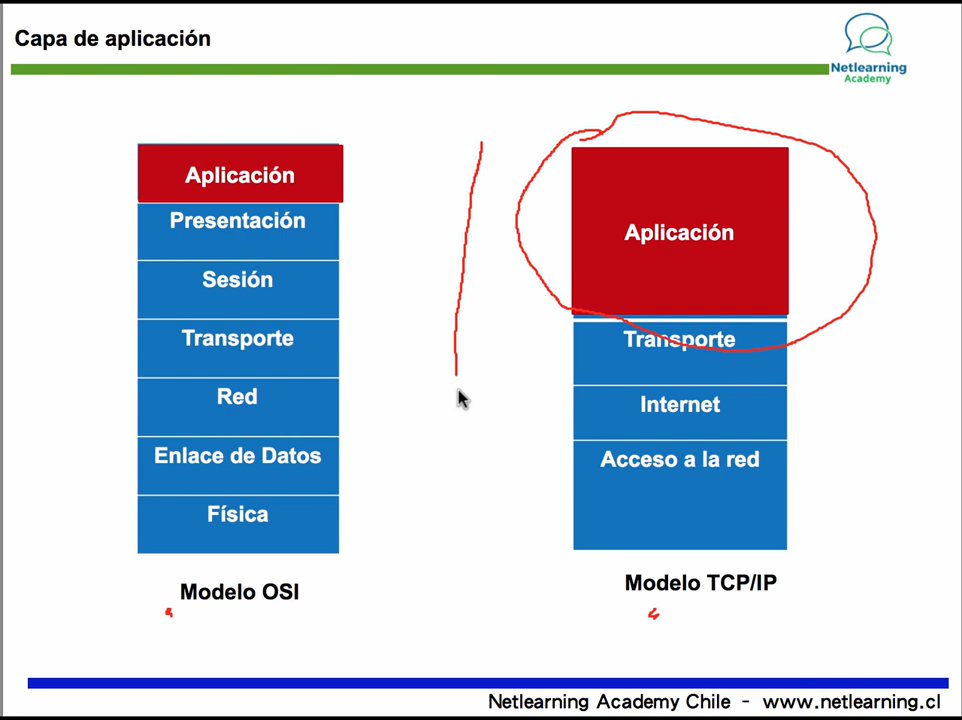 Capa de aplicación
Netlearning
Academy
Aplicación
Presentación
Sesión
Transporte
Red
Enlace de Datos
Física
Modelo OSI
Aplicación
Transporte
Internet
Acceso a la red
Modelo TCP/IP
Netlearning Academy Chile - www.netlearning.cl